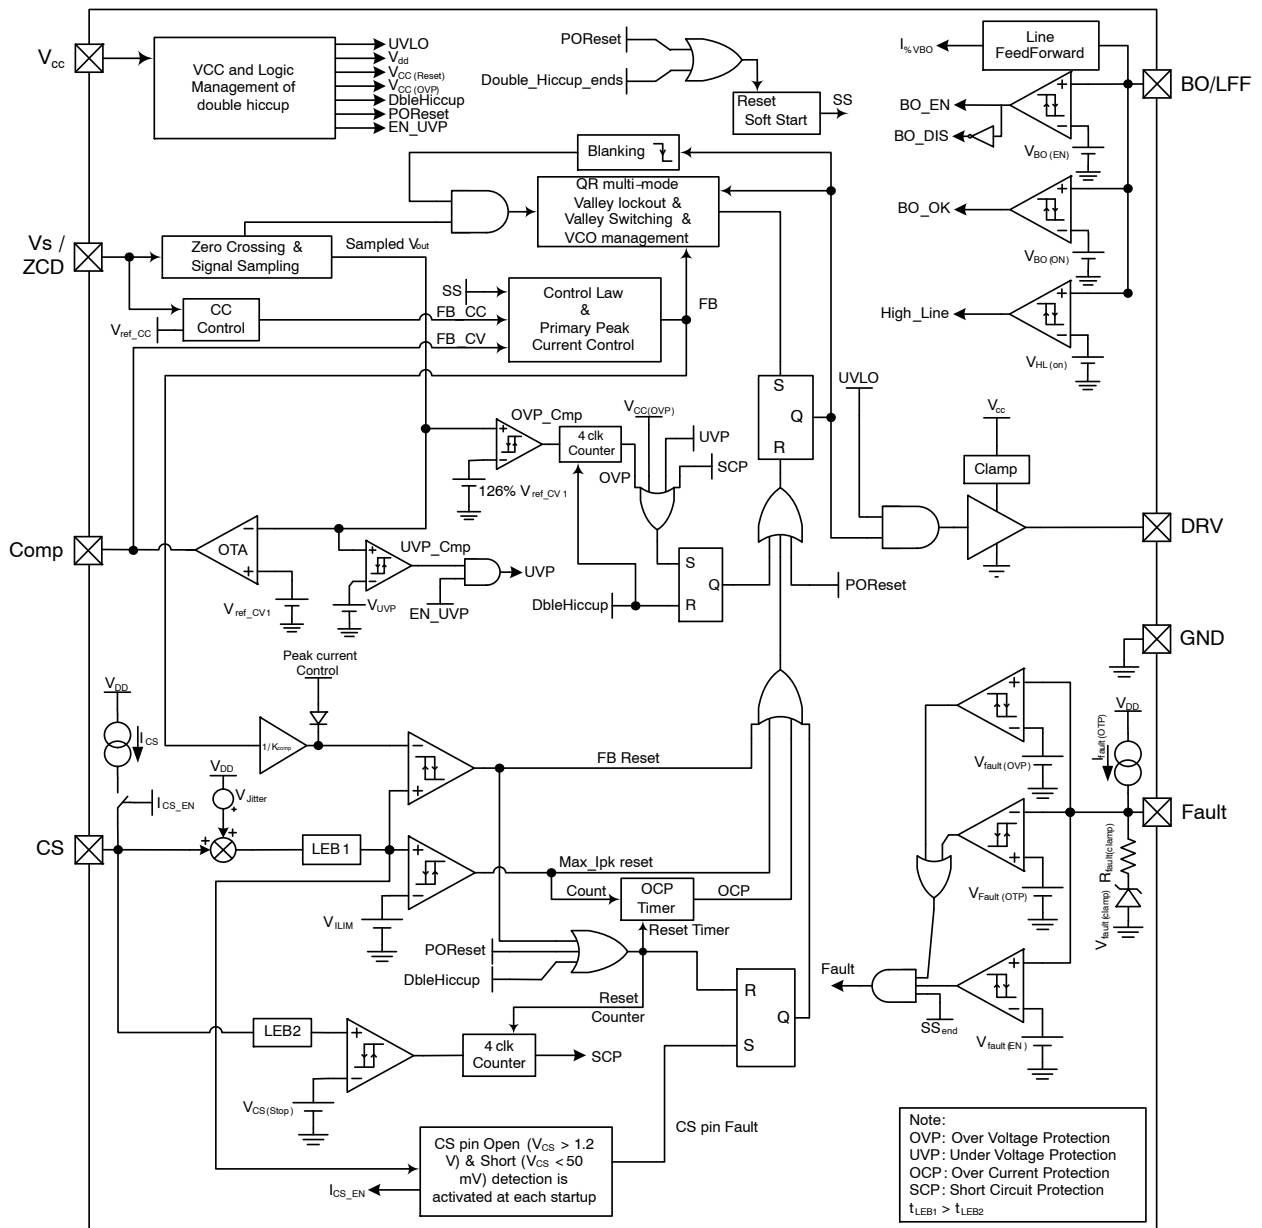 Vcc
VCC and Logic
Management of
double hiccup
UVLO
Vdd
VCC (Reset)
VCC (OVP)
DbleHiccup
POReset
EN_UVP
POReset
Double_Hiccup_ends
Reset
Soft Start
SS
I%VBO
Line
FeedForward
BO/LFF
BO_EN
BO_DIS
VBO (EN)
BO_OK
VBO (ON)
High_Line
VHL (on)
Blanking
QR multi-mode
Valley lockout &
Valley Switching &
VCO management
Vs /
ZCD
Zero Crossing &
Signal Sampling
Sampled Vout
CC
Control
Vref_CC
SS
FB_CC
FB_CV
Control Law
&
Primary Peak
Current Control
FB
S
Q
R
UVLO
Vcc
Clamp
DRV
OVP_Cmp
4 clk
Counter
126% Vref_CV1
VCC(OVP)
UVP
SCP
OVP
Comp
OTA
Vref_CV1
UVP_Cmp
VUVP
EN_UVP
UVP
DbleHiccup
S
Q
R
POReset
GND
Peak current
Control
VDD
ICS
ICS_EN
1/Kcomp
VDD
VJitter
CS
LEB1
FB Reset
Max_Ipk reset
Count
OCP
Timer
OCP
Reset Timer
VILIM
POReset
DbleHiccup
Reset
Counter
LEB2
4 clk
Counter
SCP
VCS(Stop)
R
Q
S
CS pin Fault
CS pin Open (VCS > 1.2
V) & Short (VCS < 50
mV) detection is
activated at each startup
ICS_EN
Vfault(OVP)
VDD
Ifault(OTP)
Fault
VFault(OTP)
Rfault(clamp)
Vfault(clamp)
Fault
SSend
Vfault(EN)
Note:
OVP: Over Voltage Protection
UVP: Under Voltage Protection
OCP: Over Current Protection
SCP: Short Circuit Protection
tLEB1 > tLEB2